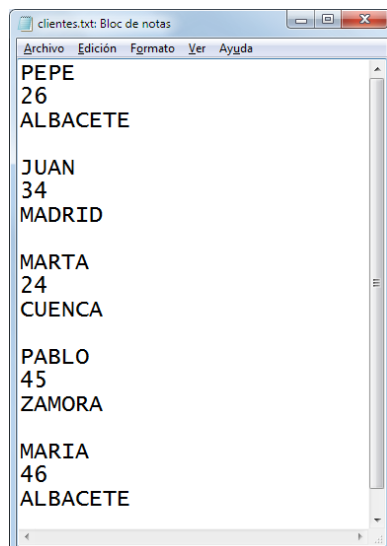 clientes.txt: Bloc de notas
Archivo Edición Formato Ver Ayuda
PEPE
26
ALBACETE
JUAN
34
MADRID
MARTA
24
CUENCA
PABLO
45
ZAMORA
MARIA
46
ALBACETE